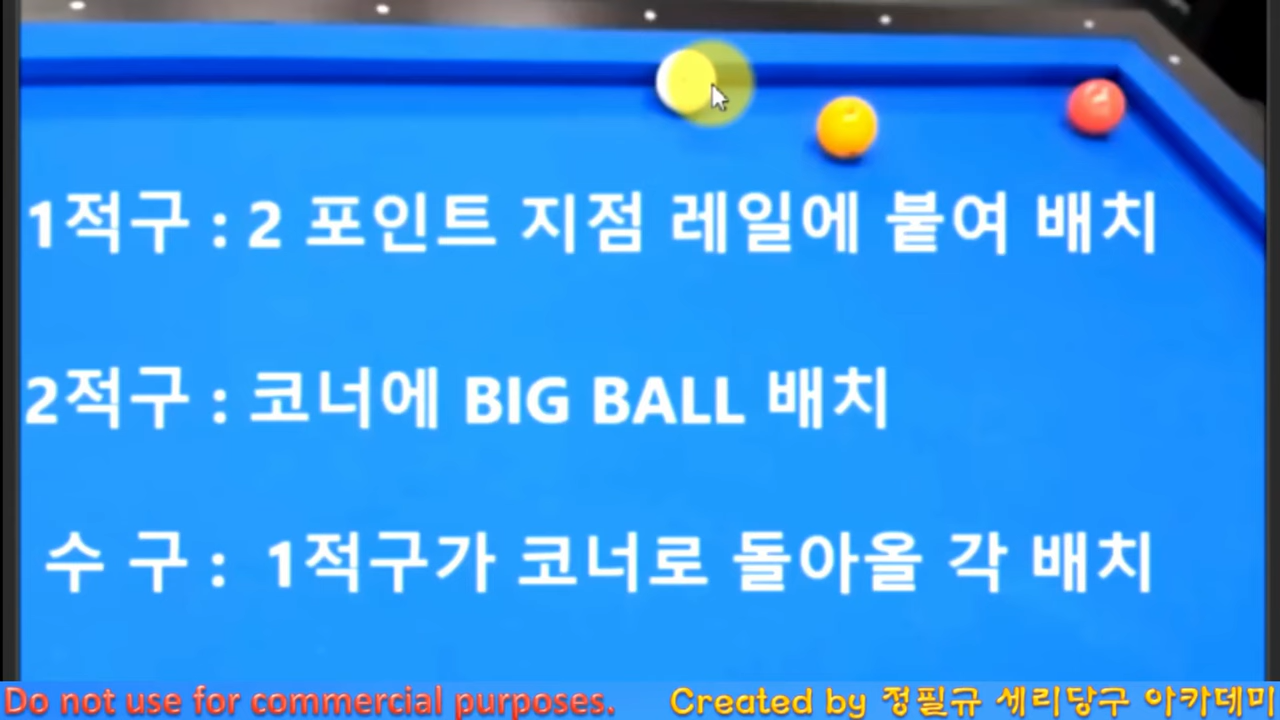 1적구 : 2 포인트 지점 레일에 붙여 배치
2적구 : 코너에 BIG BALL 배치
수 구 : 1적구가 코너로 돌아올 각 배치
Do not use for commercial purposes. Created by 정필규 세리당구 아카데미